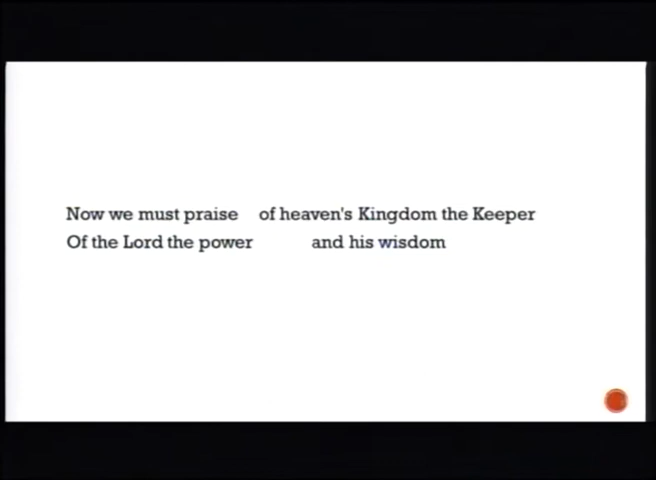 Now we must praise of heaven's Kingdom the Keeper
Of the Lord the power and his wisdom